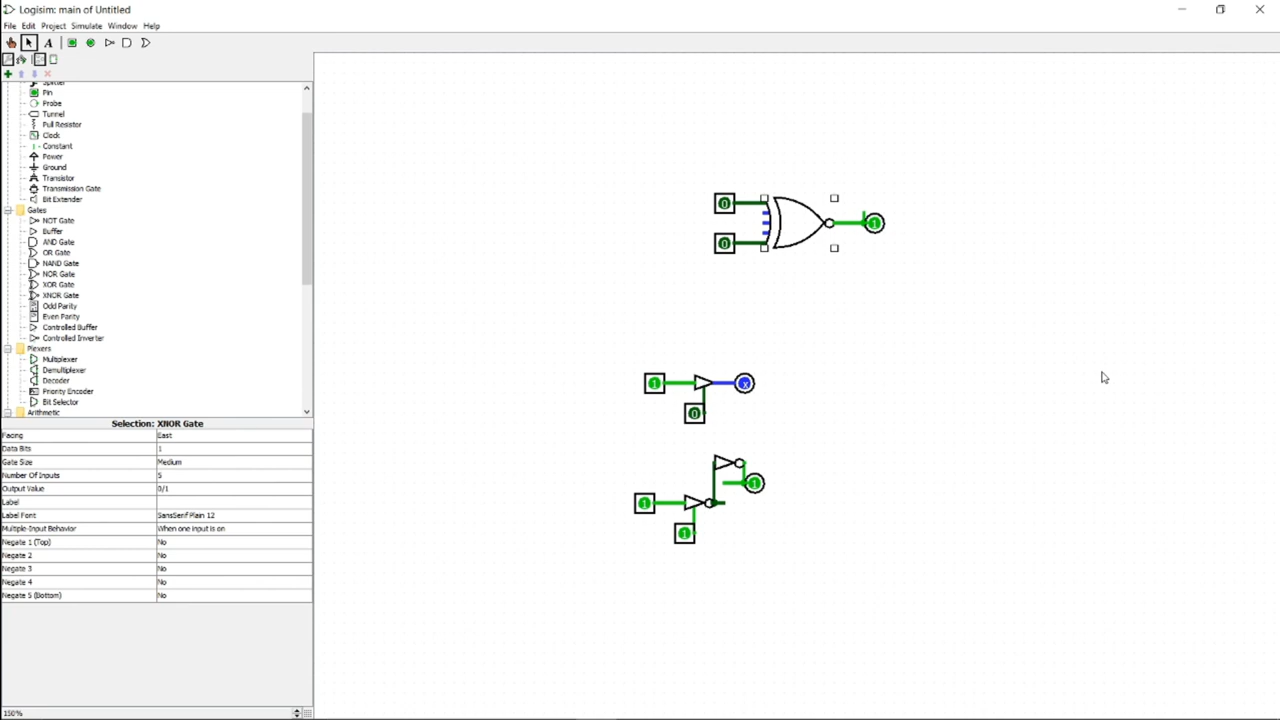 Logisim: main of Untitled
File Edit Project Simulate Window Help
A
Splitter
Pin
Probe
Tunnel
Pull Resistor
Clock
1 Constant
Power
Ground
Transistor
Transmission Gate
Bit Extender
Gates
NOT Gate
Buffer
AND Gate
OR Gate
NAND Gate
NOR Gate
XOR Gate
XNOR Gate
Odd Parity
Even Parity
Controlled Buffer
Controlled Inverter
Plexers
Multiplexer
Demultiplexer
Decoder
Priority Encoder
Bit Selector
Arithmetic
Selection: XNOR Gate
Facing East
Data Bits 1
Gate Size Medium
Number Of Inputs 5
Output Value 0/1
Label
Label Font SansSerif Plain 12
Multiple-Input Behavior When one input is on
Negate 1 (Top) No
Negate 2 No
Negate 3 No
Negate 4 No
Negate 5 (Bottom) No
150%
0
1
0
1 x
0
1
1
1